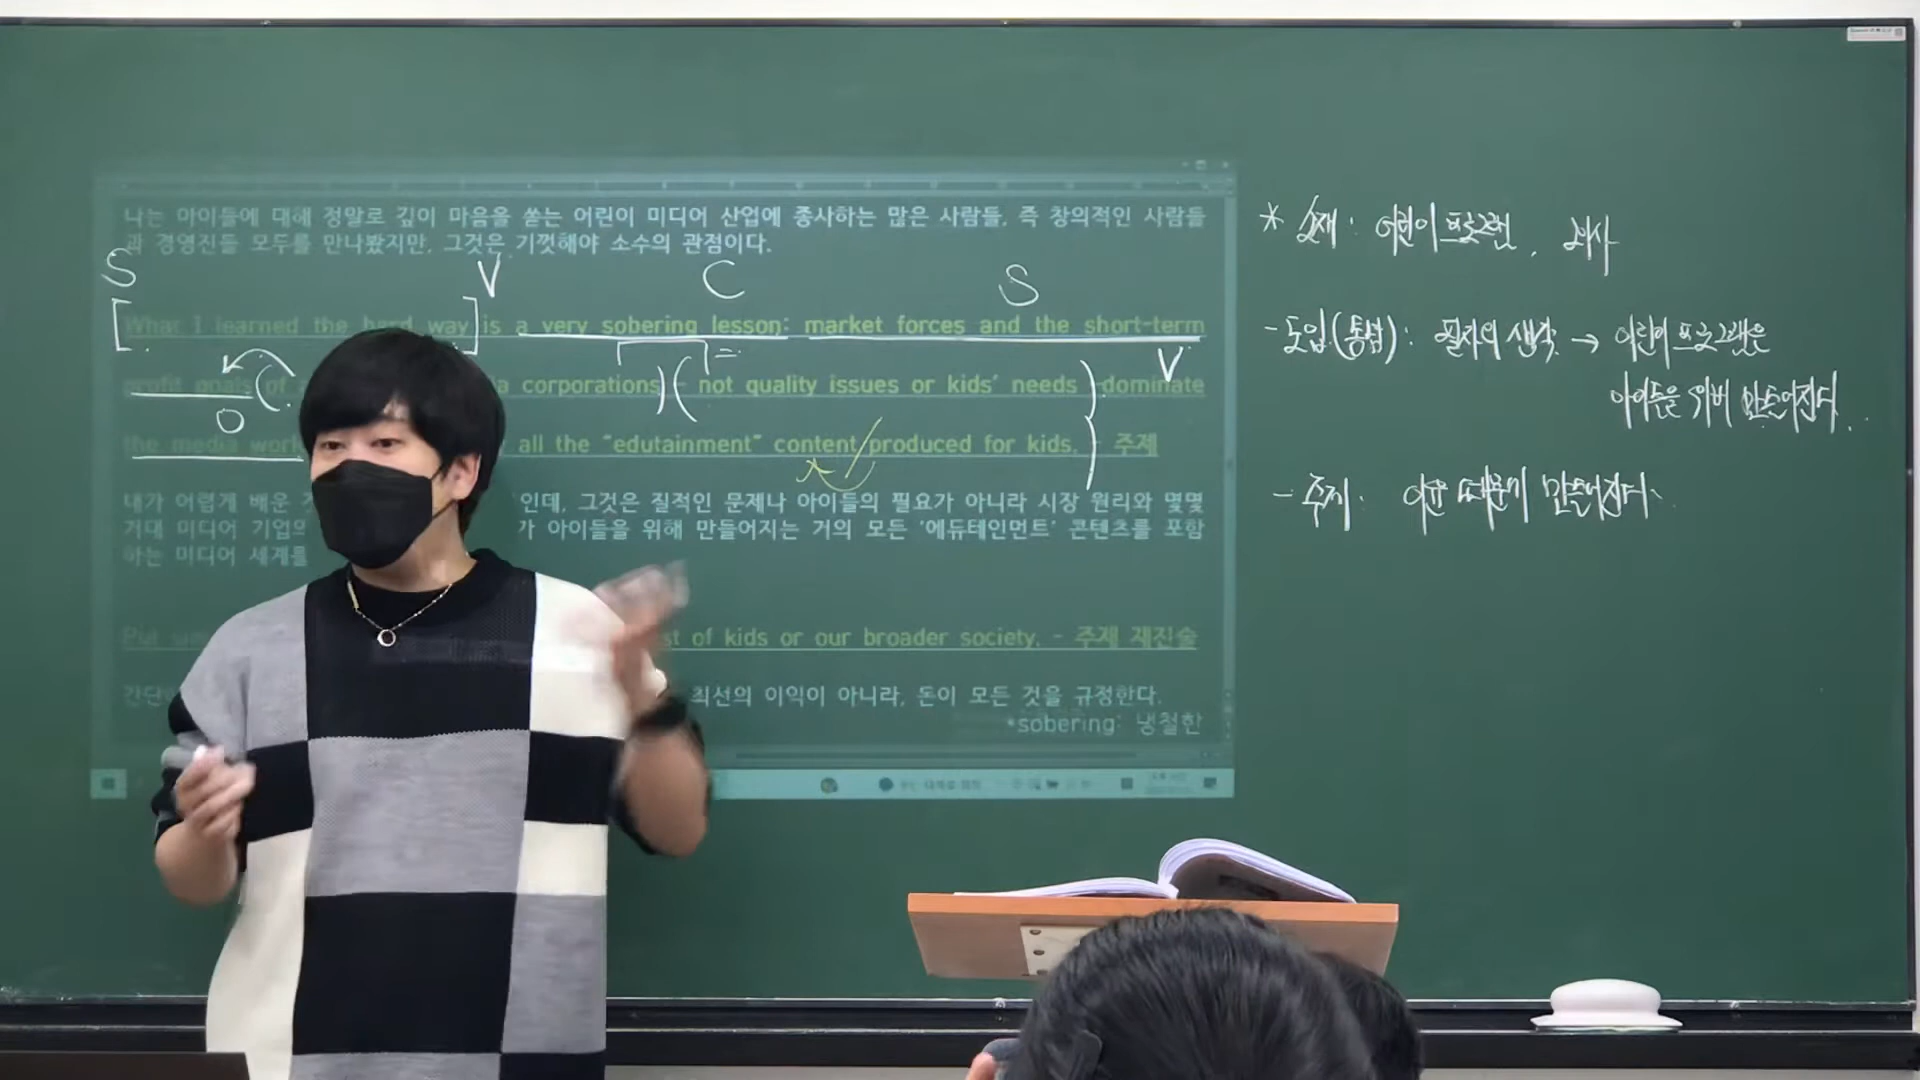 나는 아이들에 대해 정말로 깊이 마음을 쏟는 어린이 미디어 산업에 종사하는 많은 사람들, 즉 창의적인 사람들
과 경영진들 모두를 만나봤지만, 그것은 기껏해야 소수의 관점이다.
S V C S
[What I learned the hard way] is a very sobering lesson: market forces and the short-term
V
profit goals of a corporations) (- not quality issues or kids' needs - dominate
O
the media all the "edutainment" content produced for kids. - 주제
내가 어렵게 배운 인데, 그것은 질적인 문제나 아이들의 필요가 아니라 시장 원리와 몇몇
거대 미디어 기업의 가 아이들을 위해 만들어지는 거의 모든 '에듀테인먼트' 콘텐츠를 포함
하는 미디어 세계를
Put of kids or our broader society. - 주제 재진술
최선의 이익이 아니라, 돈이 모든 것을 규정한다.
*sobering: 냉철한
* 소재 : 어린이 프로그램, 회사
- 도입(통념) : 필자의 생각 → 어린이 프로그램은
아이들을 위해 만들어진다.
- 주제 : 이윤 때문에 만들어진다.